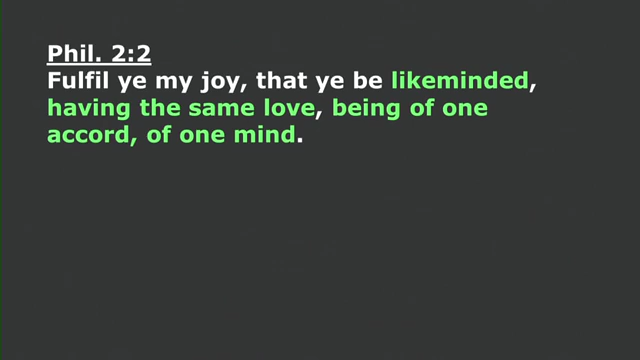 Phil. 2:2
Fulfil ye my joy, that ye be likeminded,
having the same love, being of one
accord, of one mind.